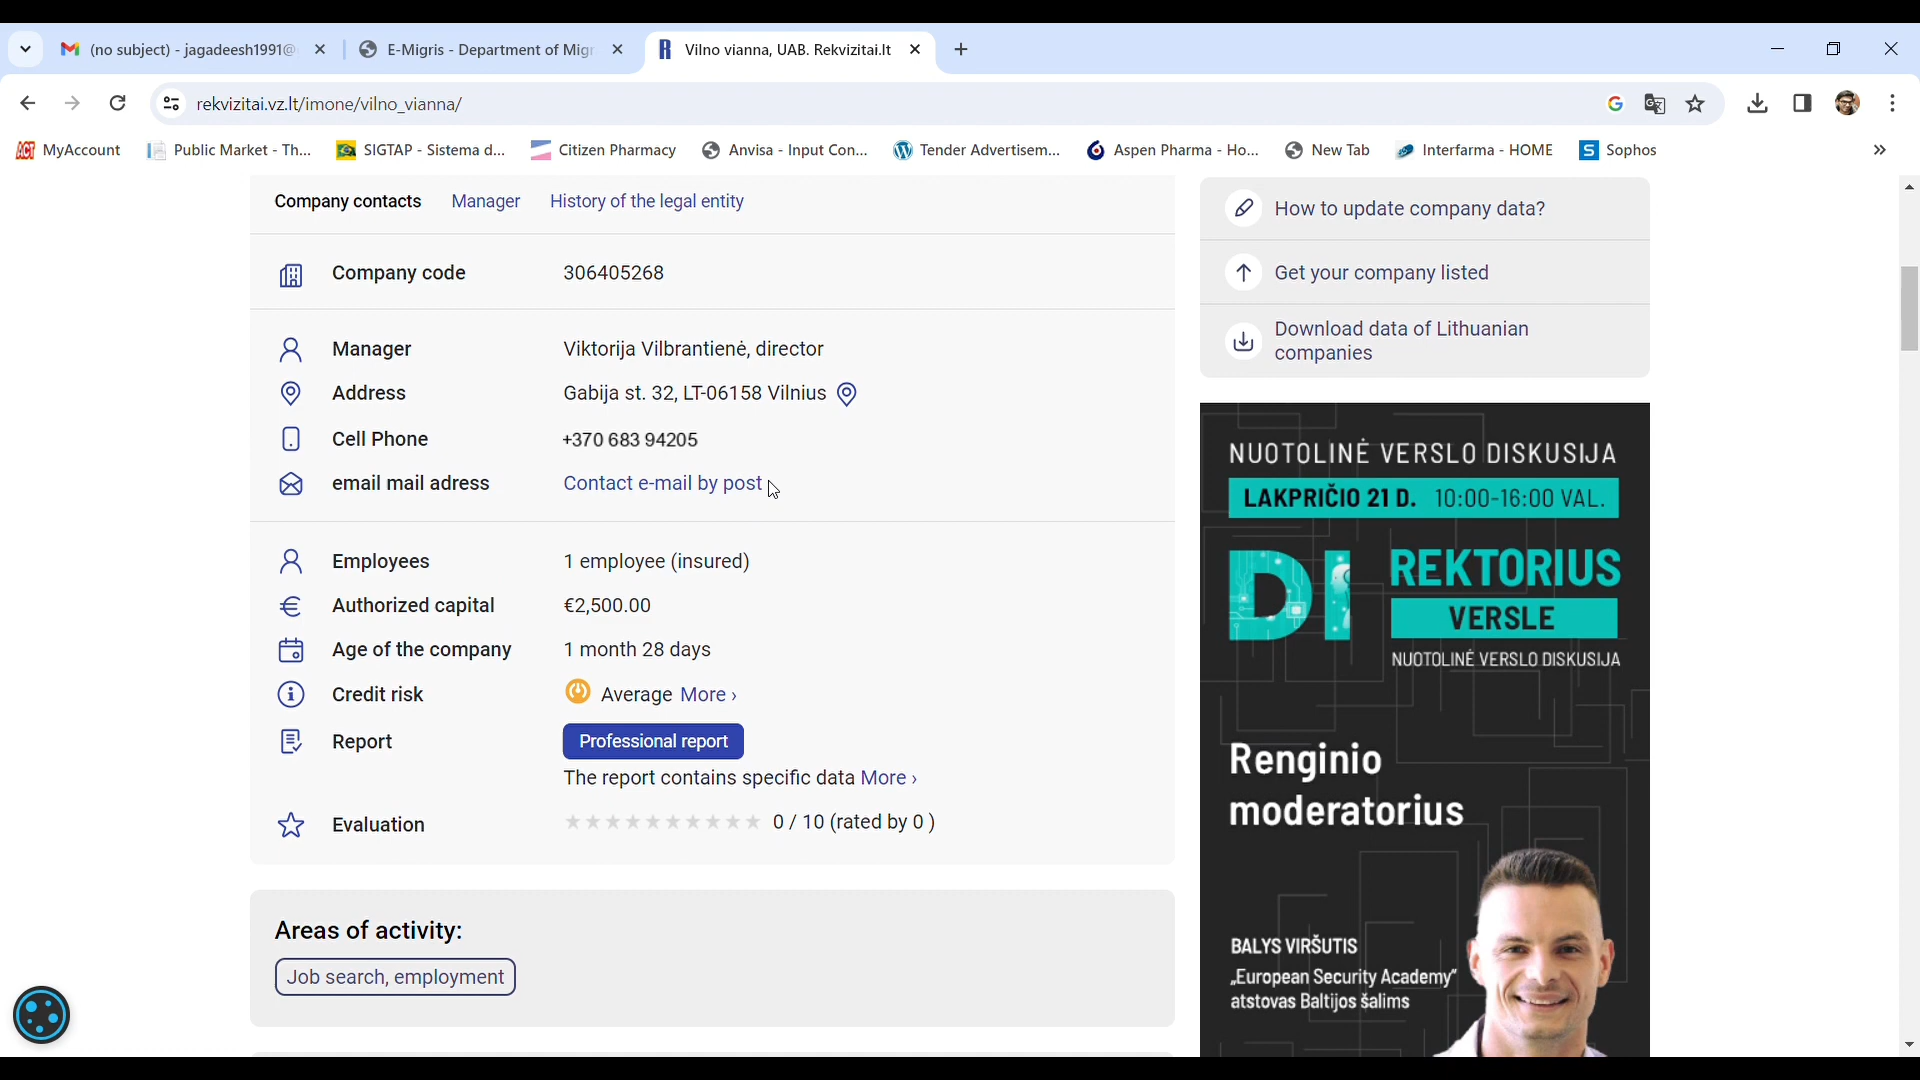 (no subject) - jagadeesh1991@
E-Migris - Department of Migr
Vilno vianna, UAB. Rekvizitai.lt
rekvizitai.vz.lt/imone/vilno_vianna/
MyAccount
Public Market - Th...
SIGTAP - Sistema d...
Citizen Pharmacy
Anvisa - Input Con...
Tender Advertisem...
Aspen Pharma - Ho...
New Tab
Interfarma - HOME
Sophos
Company contacts
Manager
History of the legal entity
Company code 306405268
Manager Viktorija Vilbrantienė, director
Address Gabija st. 32, LT-06158 Vilnius
Cell Phone +370 683 94205
email mail adress Contact e-mail by post
Employees 1 employee (insured)
Authorized capital €2,500.00
Age of the company 1 month 28 days
Credit risk Average More ›
Report Professional report
The report contains specific data More ›
Evaluation 0 / 10 (rated by 0 )
Areas of activity:
Job search, employment
How to update company data?
Get your company listed
Download data of Lithuanian
companies
NUOTOLINĖ VERSLO DISKUSIJA
LAKPRIČIO 21 D. 10:00-16:00 VAL.
DI REKTORIUS
VERSLE
NUOTOLINĖ VERSLO DISKUSIJA
Renginio
moderatorius
BALYS VIRŠUTIS
„European Security Academy"
atstovas Baltijos šalims